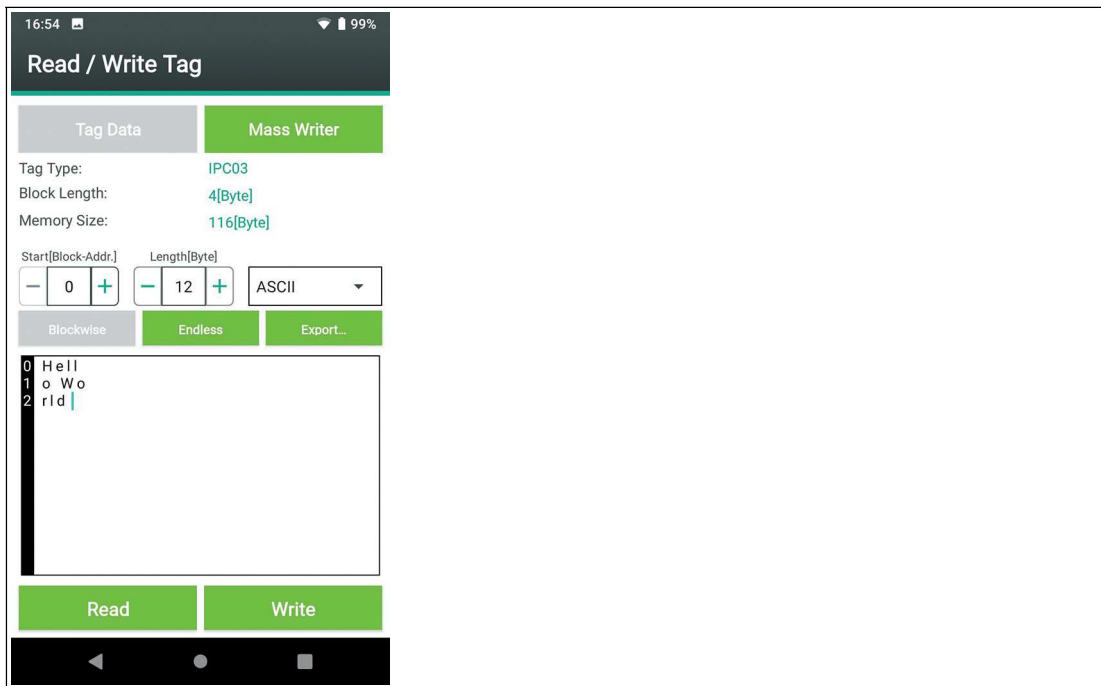 16:54 99%
Read / Write Tag
Tag Data Mass Writer
Tag Type: IPC03
Block Length: 4[Byte]
Memory Size: 116[Byte]
Start[Block-Addr.] Length[Byte]
− 0 + − 12 + ASCII
Blockwise Endless Export...
0 Hell
1 o Wo
2 rld
Read Write